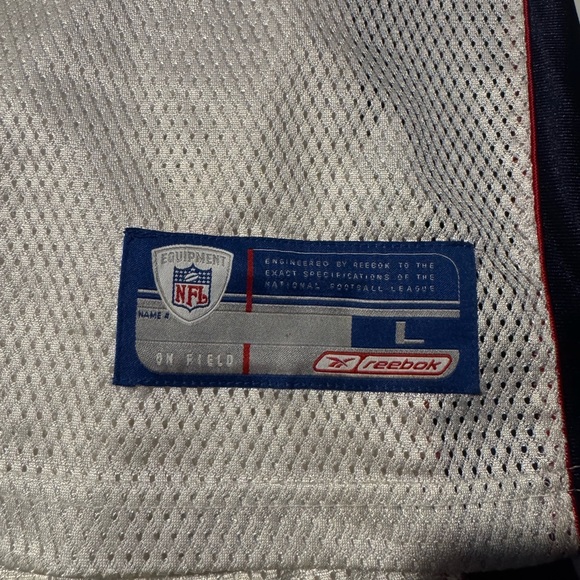 EQUIPMENT
NFL
ENGINEERED BY REEBOK TO THE
EXACT SPECIFICATIONS OF THE
NATIONAL FOOTBALL LEAGUE
NAME #
L
ON FIELD
Reebok